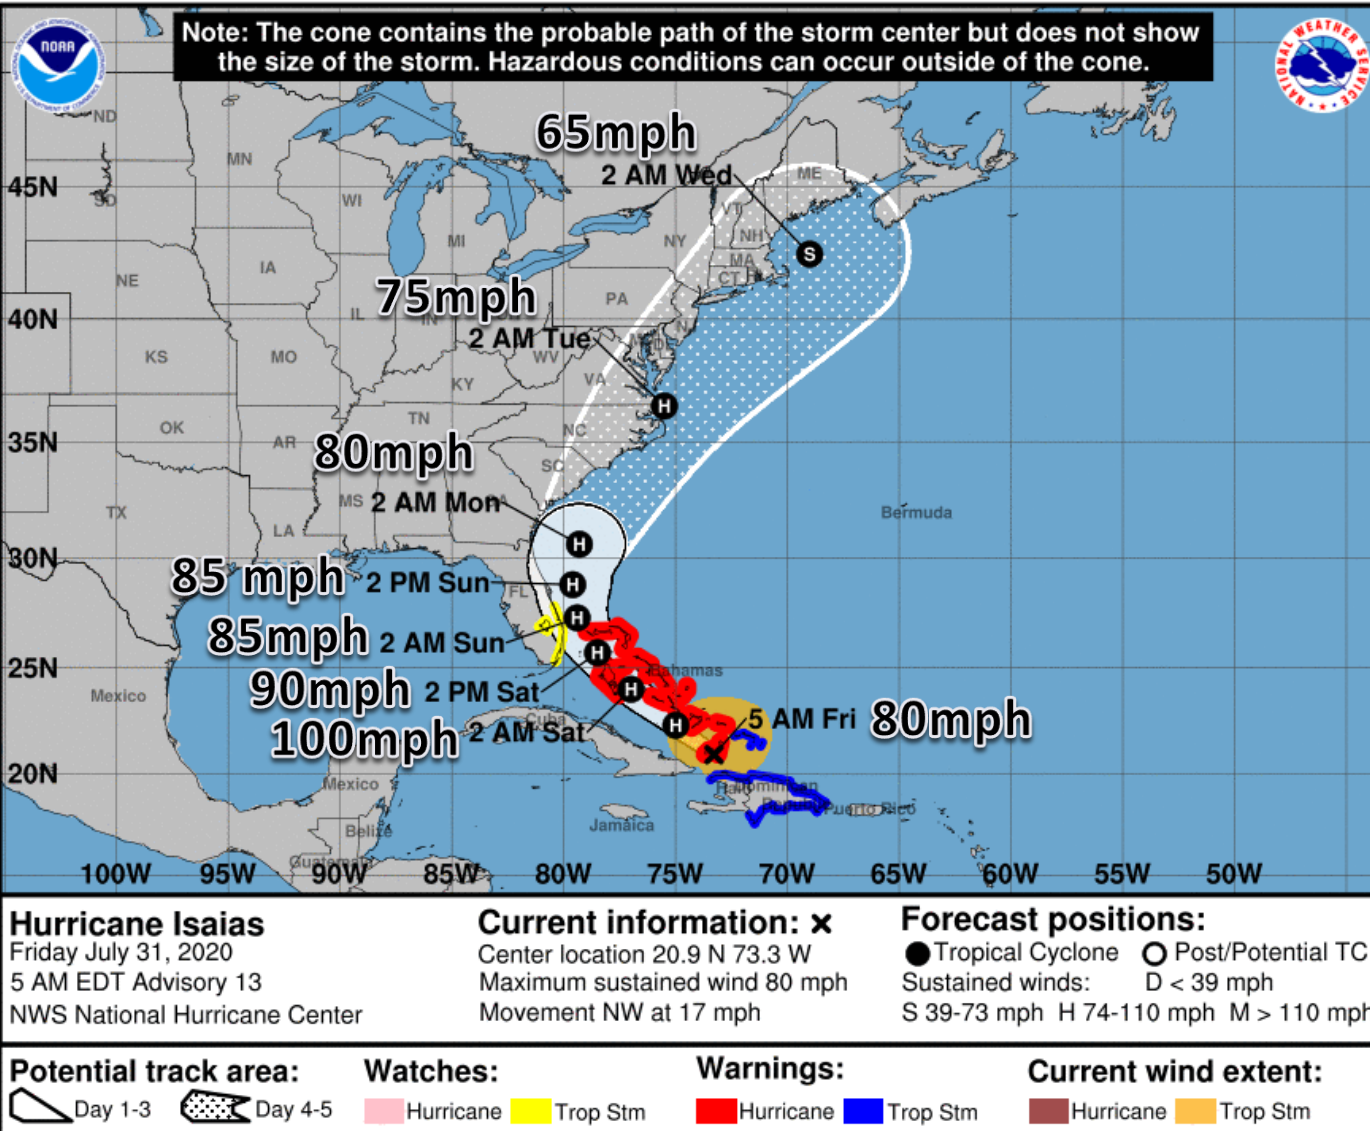 Note: The cone contains the probable path of the storm center but does not show
the size of the storm. Hazardous conditions can occur outside of the cone.
NOAA
NATIONAL WEATHER SERVICE
65mph
2 AM Wed
75mph
2 AM Tue
80mph
2 AM Mon
85 mph
2 PM Sun
85mph
2 AM Sun
90mph
2 PM Sat
100mph
2 AM Sat
5 AM Fri
80mph
45N
40N
35N
30N
25N
20N
ND
MN
SD
WI
MI
NY
ME
VT
NH
MA
CT
NE
IA
IL
IN
PA
KS
MO
WV
VA
KY
OK
AR
TN
NC
SC
TX
LA
MS
FL
Bermuda
Bahamas
Mexico
Cuba
Mexico
Belize
Guatemala
Jamaica
Haiti
Dominican
Republic
Puerto Rico
S
H
H
H
H
H
H
H
100W
95W
90W
85W
80W
75W
70W
65W
60W
55W
50W
Hurricane Isaias
Friday July 31, 2020
5 AM EDT Advisory 13
NWS National Hurricane Center
Current information: x
Center location 20.9 N 73.3 W
Maximum sustained wind 80 mph
Movement NW at 17 mph
Forecast positions:
Tropical Cyclone Post/Potential TC
Sustained winds: D < 39 mph
S 39-73 mph H 74-110 mph M > 110 mph
Potential track area:
Day 1-3 Day 4-5
Watches:
Hurricane Trop Stm
Warnings:
Hurricane Trop Stm
Current wind extent:
Hurricane Trop Stm